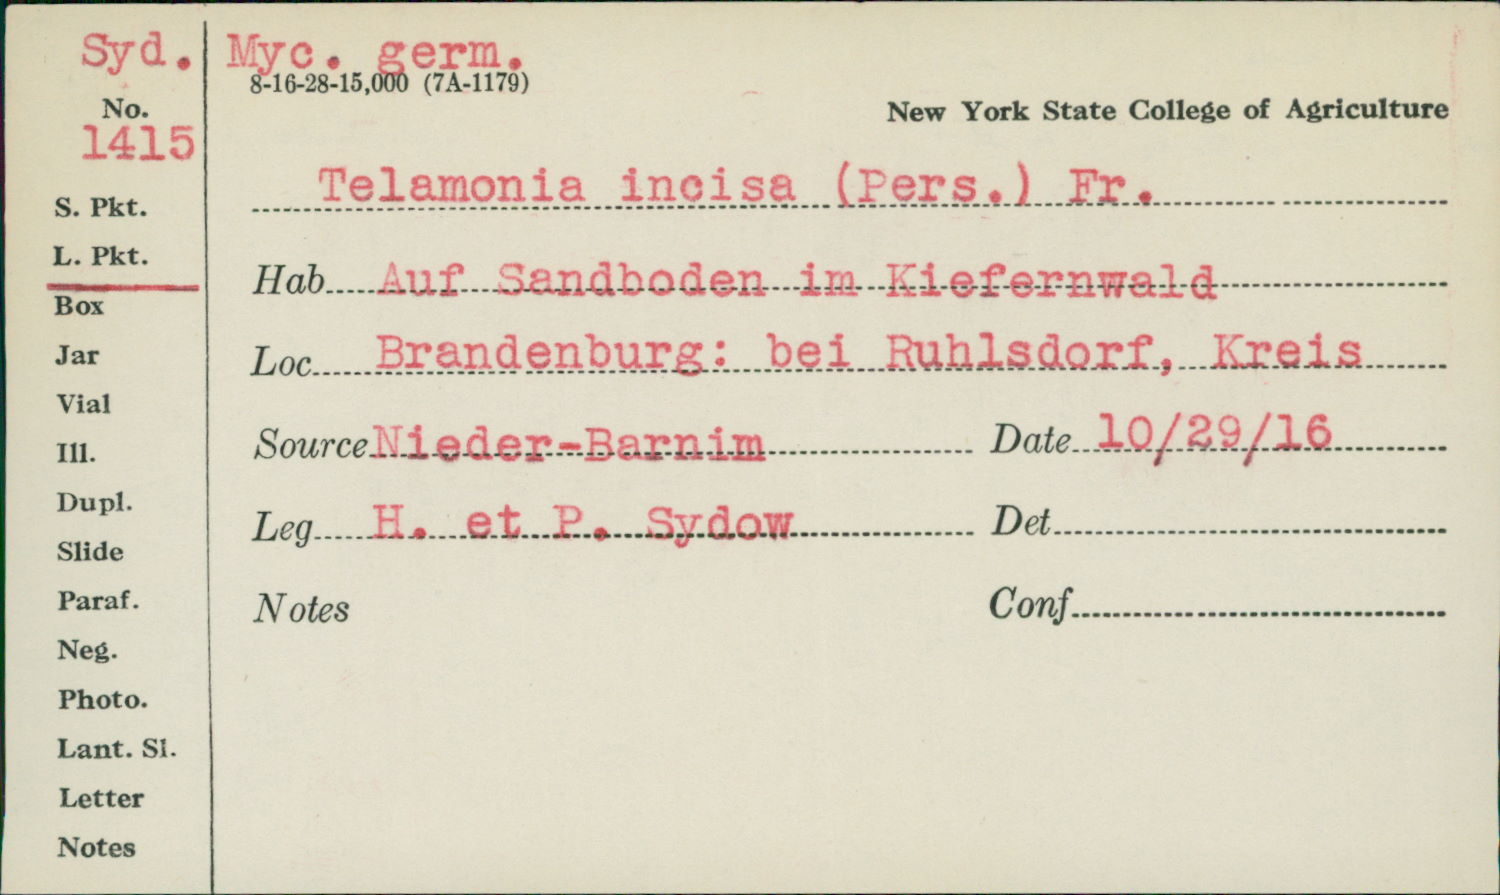 Syd. Myc. germ.
8-16-28-15,000 (7A-1179)
No.
1415
New York State College of Agriculture
Telamonia incisa (Pers.) Fr.
S. Pkt.
L. Pkt.
Hab Auf Sandboden im Kiefernwald
Box
Jar
Loc Brandenburg: bei Ruhlsdorf, Kreis
Vial
Source Nieder-Barnim Date 10/29/16
Ill.
Dupl.
Leg H. et P. Sydow Det
Slide
Paraf.
Notes Conf
Neg.
Photo.
Lant. Sl.
Letter
Notes